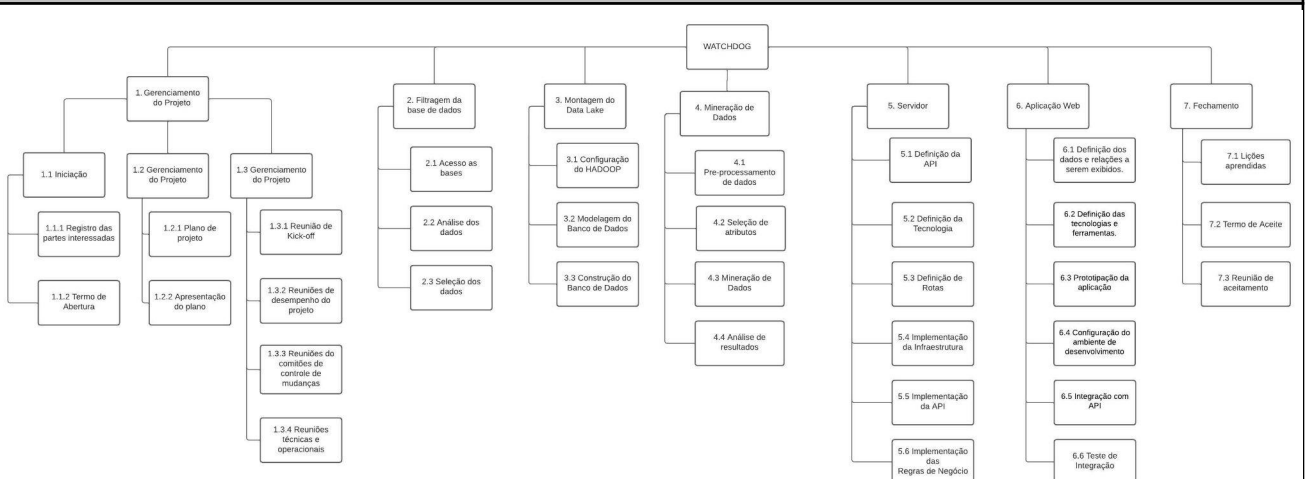 WATCHDOG
1. Gerenciamento
do Projeto
1.1 Iniciação
1.1.1 Registro das
partes interessadas
1.1.2 Termo de
Abertura
1.2 Gerenciamento
do Projeto
1.2.1 Plano de
projeto
1.2.2 Apresentação
do plano
1.3 Gerenciamento
do Projeto
1.3.1 Reunião de
Kick-off
1.3.2 Reuniões de
desempenho do
projeto
1.3.3 Reuniões do
comitões de
controle de
mudanças
1.3.4 Reuniões
técnicas e
operacionais
2. Filtragem da
base de dados
2.1 Acesso as
bases
2.2 Análise dos
dados
2.3 Seleção dos
dados
3. Montagem do
Data Lake
3.1 Configuração
do HADOOP
3.2 Modelagem do
Banco de Dados
3.3 Construção do
Banco de Dados
4. Mineração de
Dados
4.1
Pre-processamento
de dados
4.2 Seleção de
atributos
4.3 Mineração de
Dados
4.4 Análise de
resultados
5. Servidor
5.1 Definição da
API
5.2 Definição da
Tecnologia
5.3 Definição de
Rotas
5.4 Implementação
da Infraestrutura
5.5 Implementação
da API
5.6 Implementação
das
Regras de Negócio
6. Aplicação Web
6.1 Definição dos
dados e relações a
serem exibidos.
6.2 Definição das
tecnologias e
ferramentas.
6.3 Prototipação da
aplicação
6.4 Configuração do
ambiente de
desenvolvimento
6.5 Integração com
API
6.6 Teste de
Integração
7. Fechamento
7.1 Lições
aprendidas
7.2 Termo de Aceite
7.3 Reunião de
aceitamento